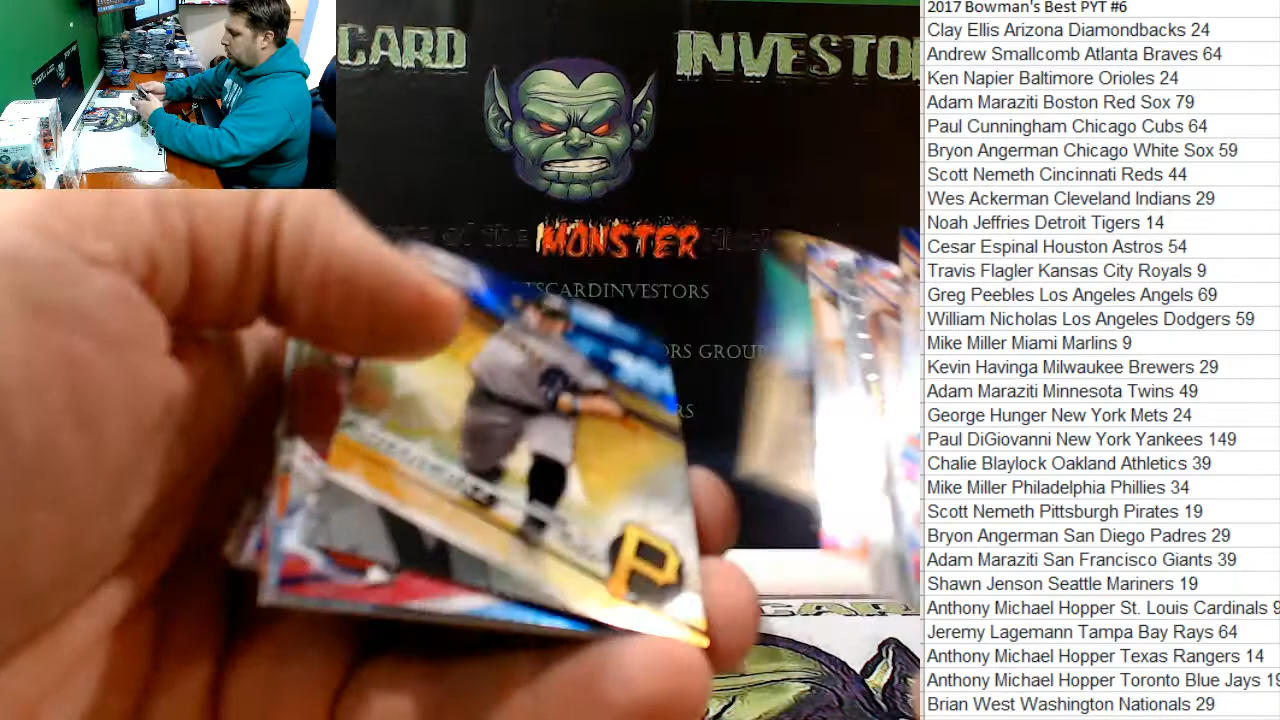 CARD INVESTO
MONSTER
TSCARDINVESTORS
ORS GROUP
RS
P
CARD
2017 Bowman's Best PYT #6
Clay Ellis Arizona Diamondbacks 24
Andrew Smallcomb Atlanta Braves 64
Ken Napier Baltimore Orioles 24
Adam Maraziti Boston Red Sox 79
Paul Cunningham Chicago Cubs 64
Bryon Angerman Chicago White Sox 59
Scott Nemeth Cincinnati Reds 44
Wes Ackerman Cleveland Indians 29
Noah Jeffries Detroit Tigers 14
Cesar Espinal Houston Astros 54
Travis Flagler Kansas City Royals 9
Greg Peebles Los Angeles Angels 69
William Nicholas Los Angeles Dodgers 59
Mike Miller Miami Marlins 9
Kevin Havinga Milwaukee Brewers 29
Adam Maraziti Minnesota Twins 49
George Hunger New York Mets 24
Paul DiGiovanni New York Yankees 149
Chalie Blaylock Oakland Athletics 39
Mike Miller Philadelphia Phillies 34
Scott Nemeth Pittsburgh Pirates 19
Bryon Angerman San Diego Padres 29
Adam Maraziti San Francisco Giants 39
Shawn Jenson Seattle Mariners 19
Anthony Michael Hopper St. Louis Cardinals 9
Jeremy Lagemann Tampa Bay Rays 64
Anthony Michael Hopper Texas Rangers 14
Anthony Michael Hopper Toronto Blue Jays 19
Brian West Washington Nationals 29